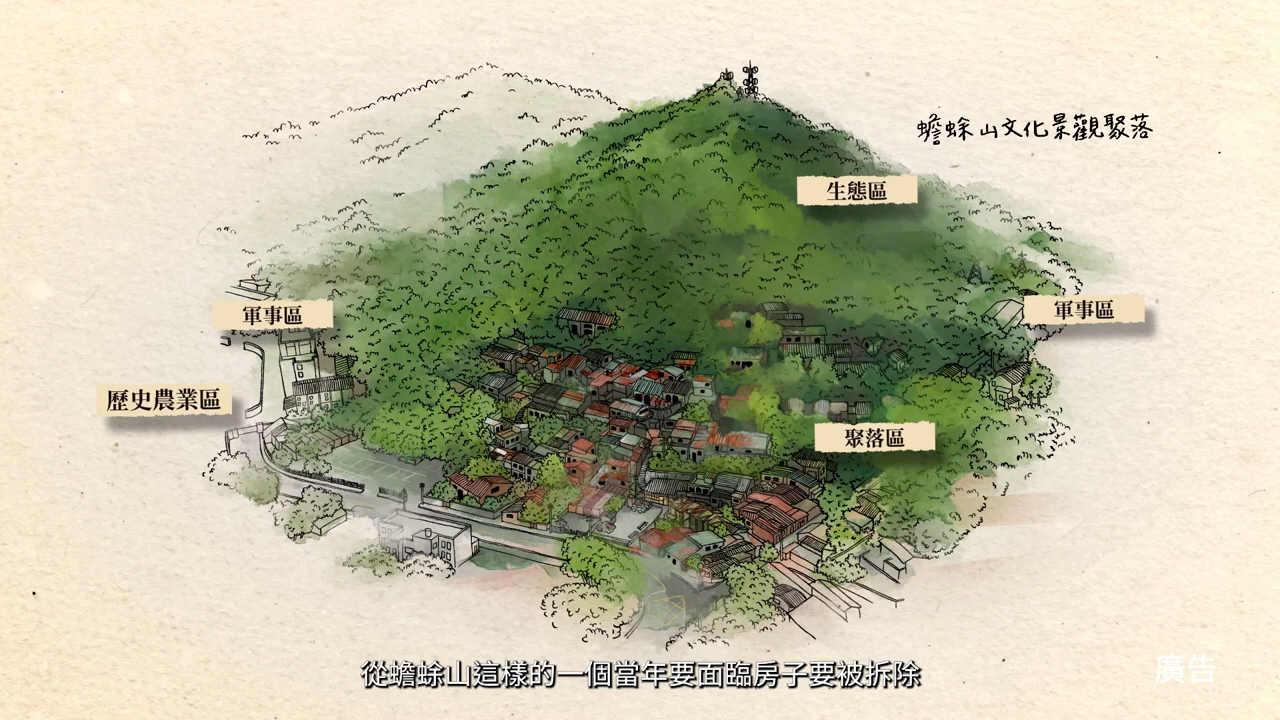 蟾蜍山文化景觀聚落
生態區
軍事區
軍事區
歷史農業區
聚落區
從蟾蜍山這樣的一個當年要面臨房子要被拆除
廣告